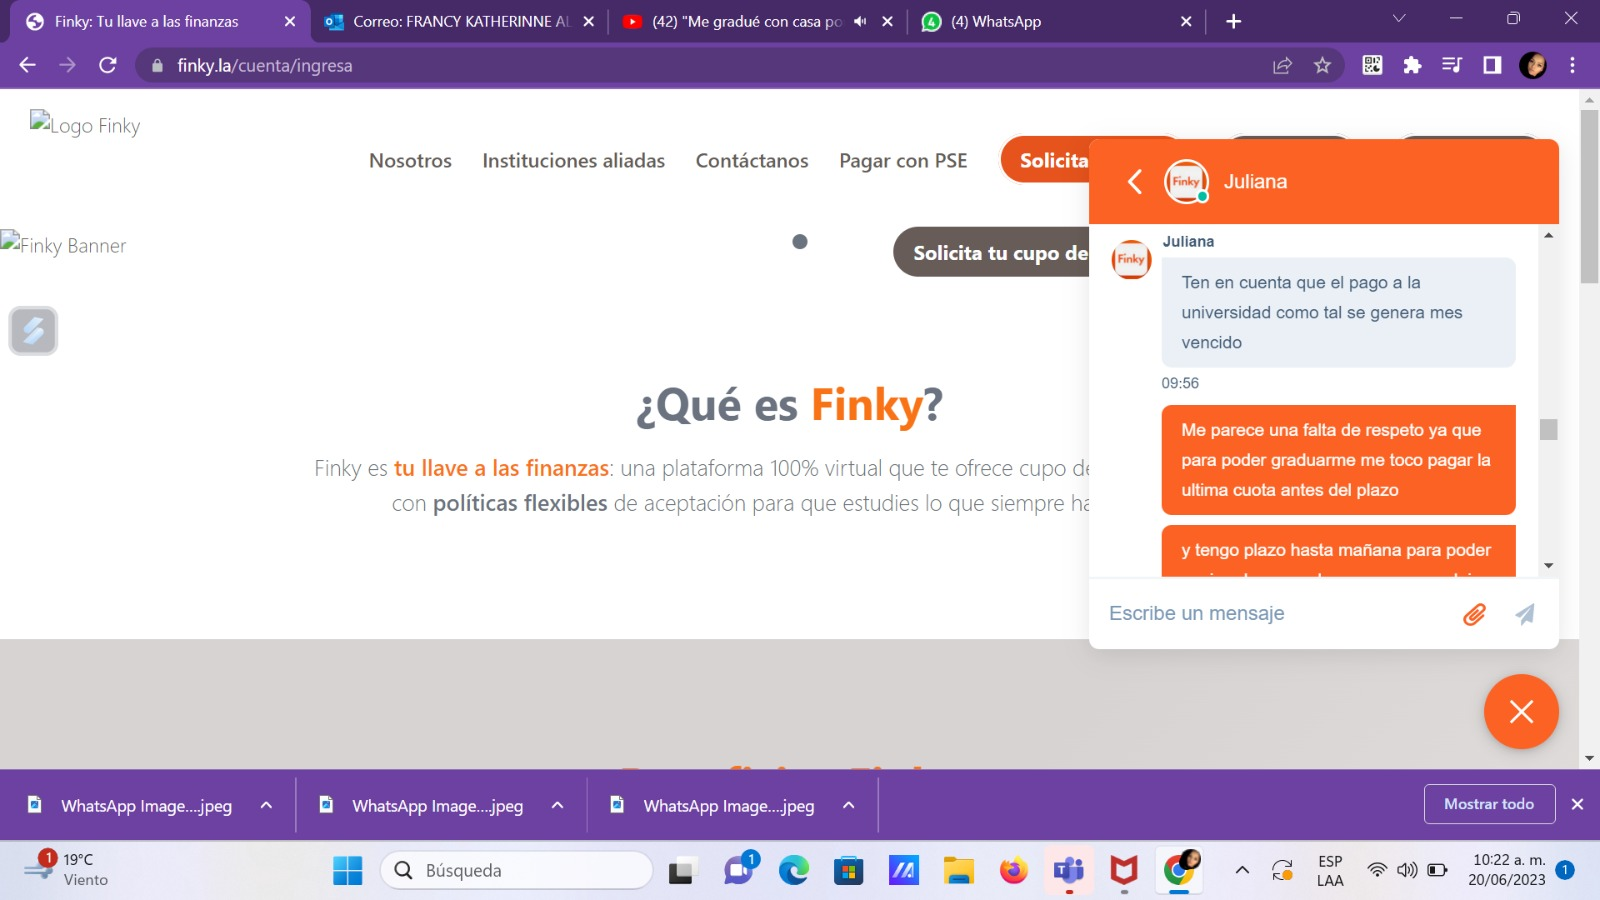 Finky: Tu llave a las finanzas
Correo: FRANCY KATHERINNE AL
(42) "Me gradué con casa po
4
(4) WhatsApp
finky.la/cuenta/ingresa
Logo Finky
Nosotros
Instituciones aliadas
Contáctanos
Pagar con PSE
Solicita
Finky
Juliana
Finky Banner
Solicita tu cupo de
Juliana
Finky
Ten en cuenta que el pago a la
universidad como tal se genera mes
vencido
09:56
Me parece una falta de respeto ya que
para poder graduarme me toco pagar la
ultima cuota antes del plazo
y tengo plazo hasta mañana para poder
¿Qué es Finky?
Finky es tu llave a las finanzas: una plataforma 100% virtual que te ofrece cupo de
con políticas flexibles de aceptación para que estudies lo que siempre ha
Escribe un mensaje
WhatsApp Image....jpeg
WhatsApp Image....jpeg
WhatsApp Image....jpeg
Mostrar todo
1
19°C
Viento
Búsqueda
1
ESP
LAA
10:22 a. m.
20/06/2023
1